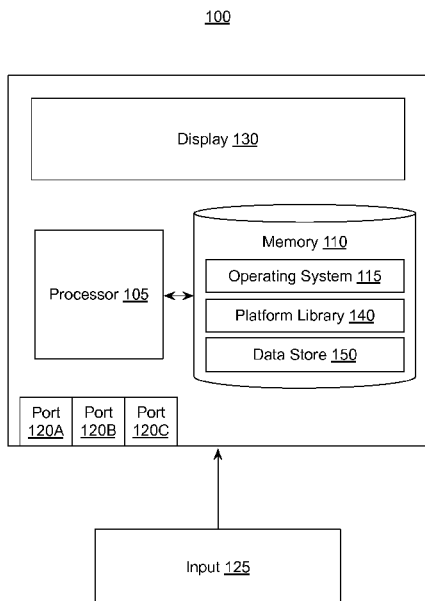 100
Display 130
Memory 110
Operating System 115
Processor 105
Platform Library 140
Data Store 150
Port Port Port
120A 120B 120C
Input 125